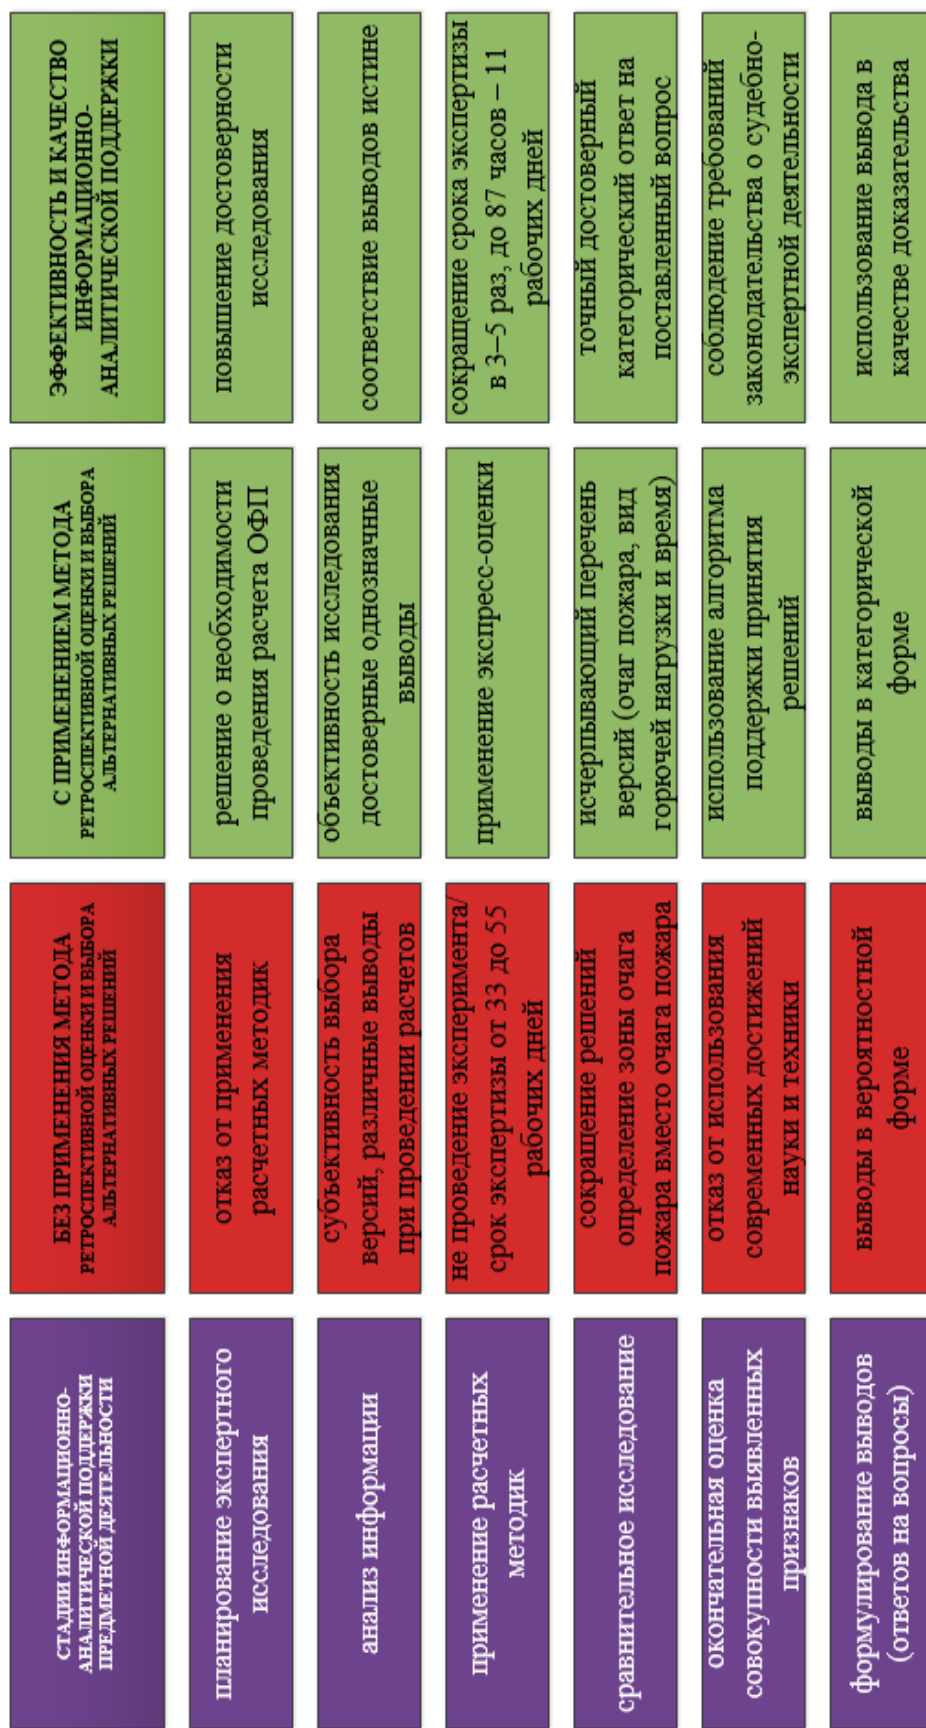 СТАДИИ ИНФОРМАЦИОННО-
АНАЛИТИЧЕСКОЙ ПОДДЕРЖКИ
ПРЕДМЕТНОЙ ДЕЯТЕЛЬНОСТИ
БЕЗ ПРИМЕНЕНИЯ МЕТОДА
РЕТРОСПЕКТИВНОЙ ОЦЕНКИ И ВЫБОРА
АЛЬТЕРНАТИВНЫХ РЕШЕНИЙ
С ПРИМЕНЕНИЕМ МЕТОДА
РЕТРОСПЕКТИВНОЙ ОЦЕНКИ И ВЫБОРА
АЛЬТЕРНАТИВНЫХ РЕШЕНИЙ
ЭФФЕКТИВНОСТЬ И КАЧЕСТВО
ИНФОРМАЦИОННО-
АНАЛИТИЧЕСКОЙ ПОДДЕРЖКИ
планирование экспертного
исследования
отказ от применения
расчетных методик
решение о необходимости
проведения расчета ОФП
повышение достоверности
исследования
анализ информации
субъективность выбора
версий, различные выводы
при проведении расчетов
объективность исследования
достоверные однозначные
выводы
соответствие выводов истине
применение расчетных
методик
не проведение эксперимента/
срок экспертизы от 33 до 55
рабочих дней
применение экспресс-оценки
сокращение срока экспертизы
в 3–5 раз, до 87 часов – 11
рабочих дней
сравнительное исследование
сокращение решений
определение зоны очага
пожара вместо очага пожара
исчерпывающий перечень
версий (очаг пожара, вид
горючей нагрузки и время)
точный достоверный
категорический ответ на
поставленный вопрос
окончательная оценка
совокупности выявленных
признаков
отказ от использования
современных достижений
науки и техники
использование алгоритма
поддержки принятия
решений
соблюдение требований
законодательства о судебно-
экспертной деятельности
формулирование выводов
(ответов на вопросы)
выводы в вероятностной
форме
выводы в категорической
форме
использование вывода в
качестве доказательства